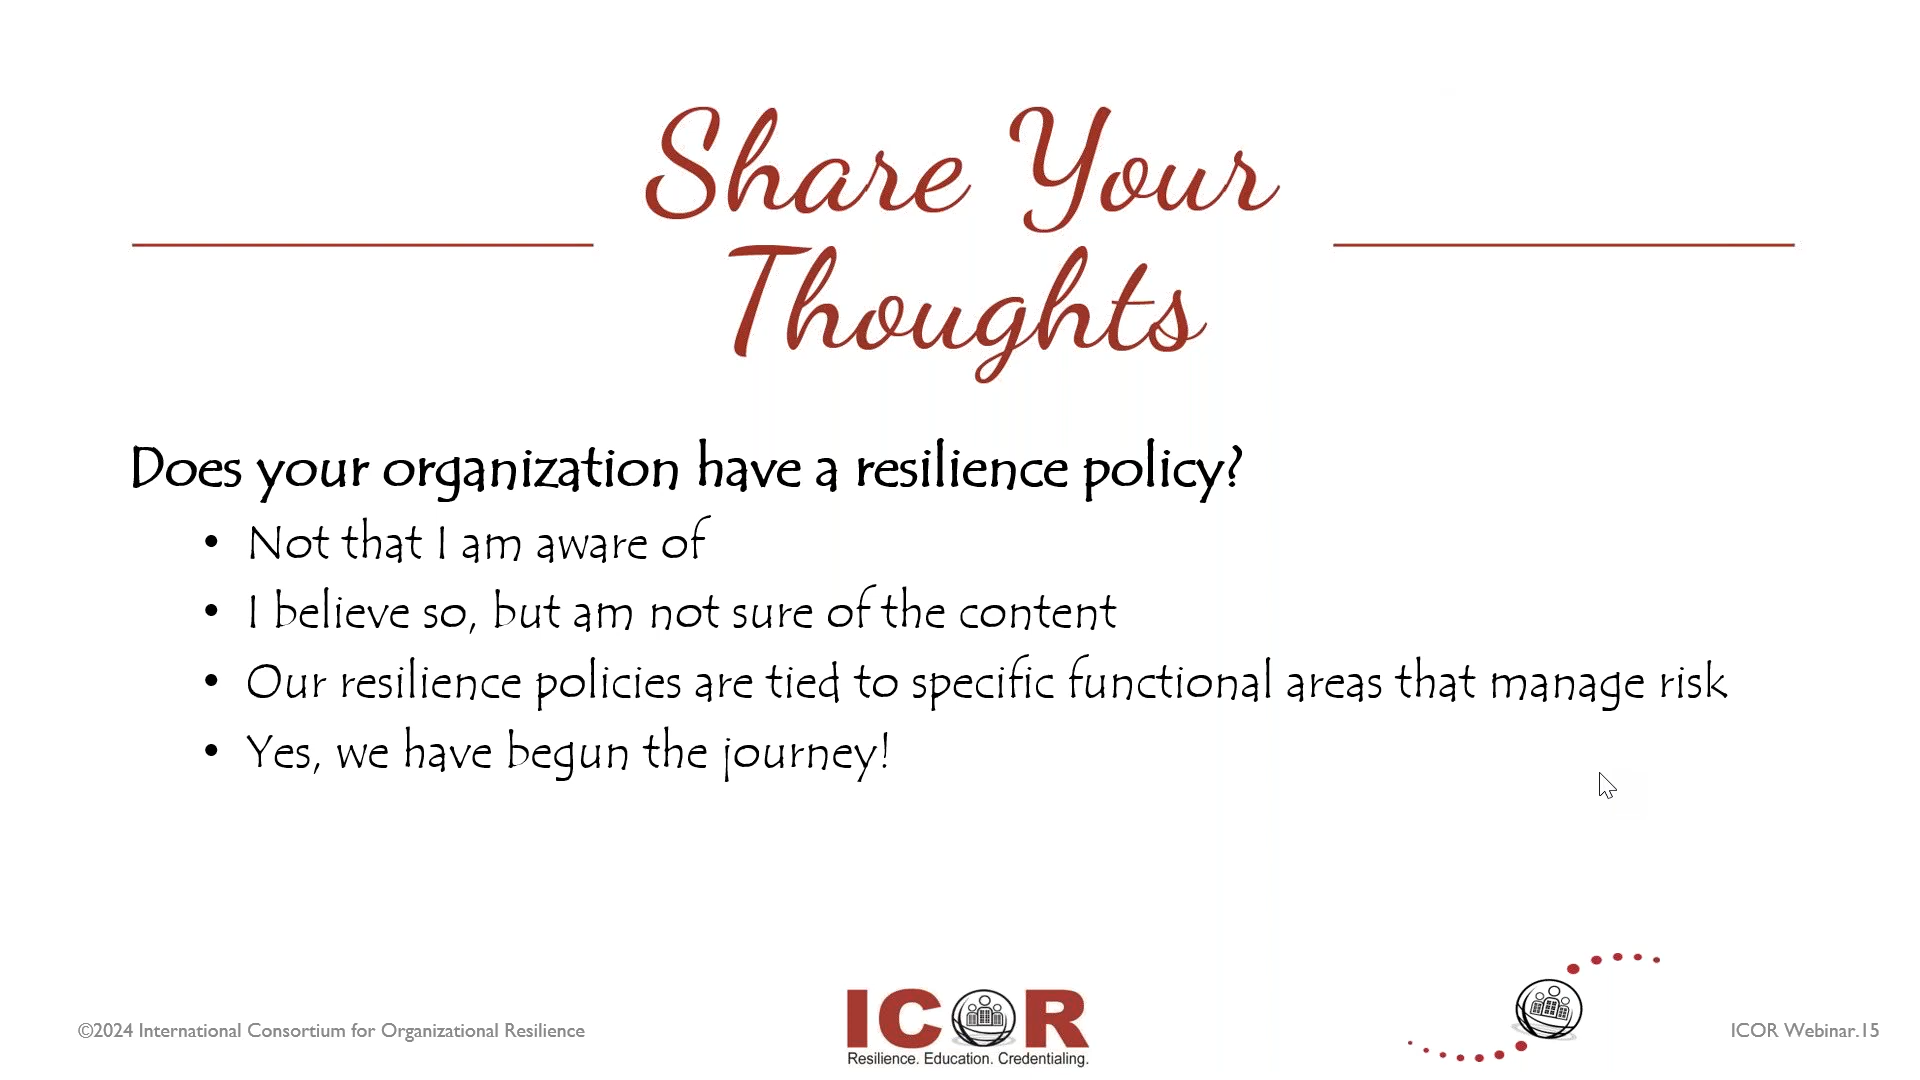 Share Your
Thoughts
Does your organization have a resilience policy?
• Not that I am aware of
• I believe so, but am not sure of the content
• Our resilience policies are tied to specific functional areas that manage risk
• Yes, we have begun the journey!
©2024 International Consortium for Organizational Resilience
ICOR
Resilience. Education. Credentialing.
ICOR Webinar.15